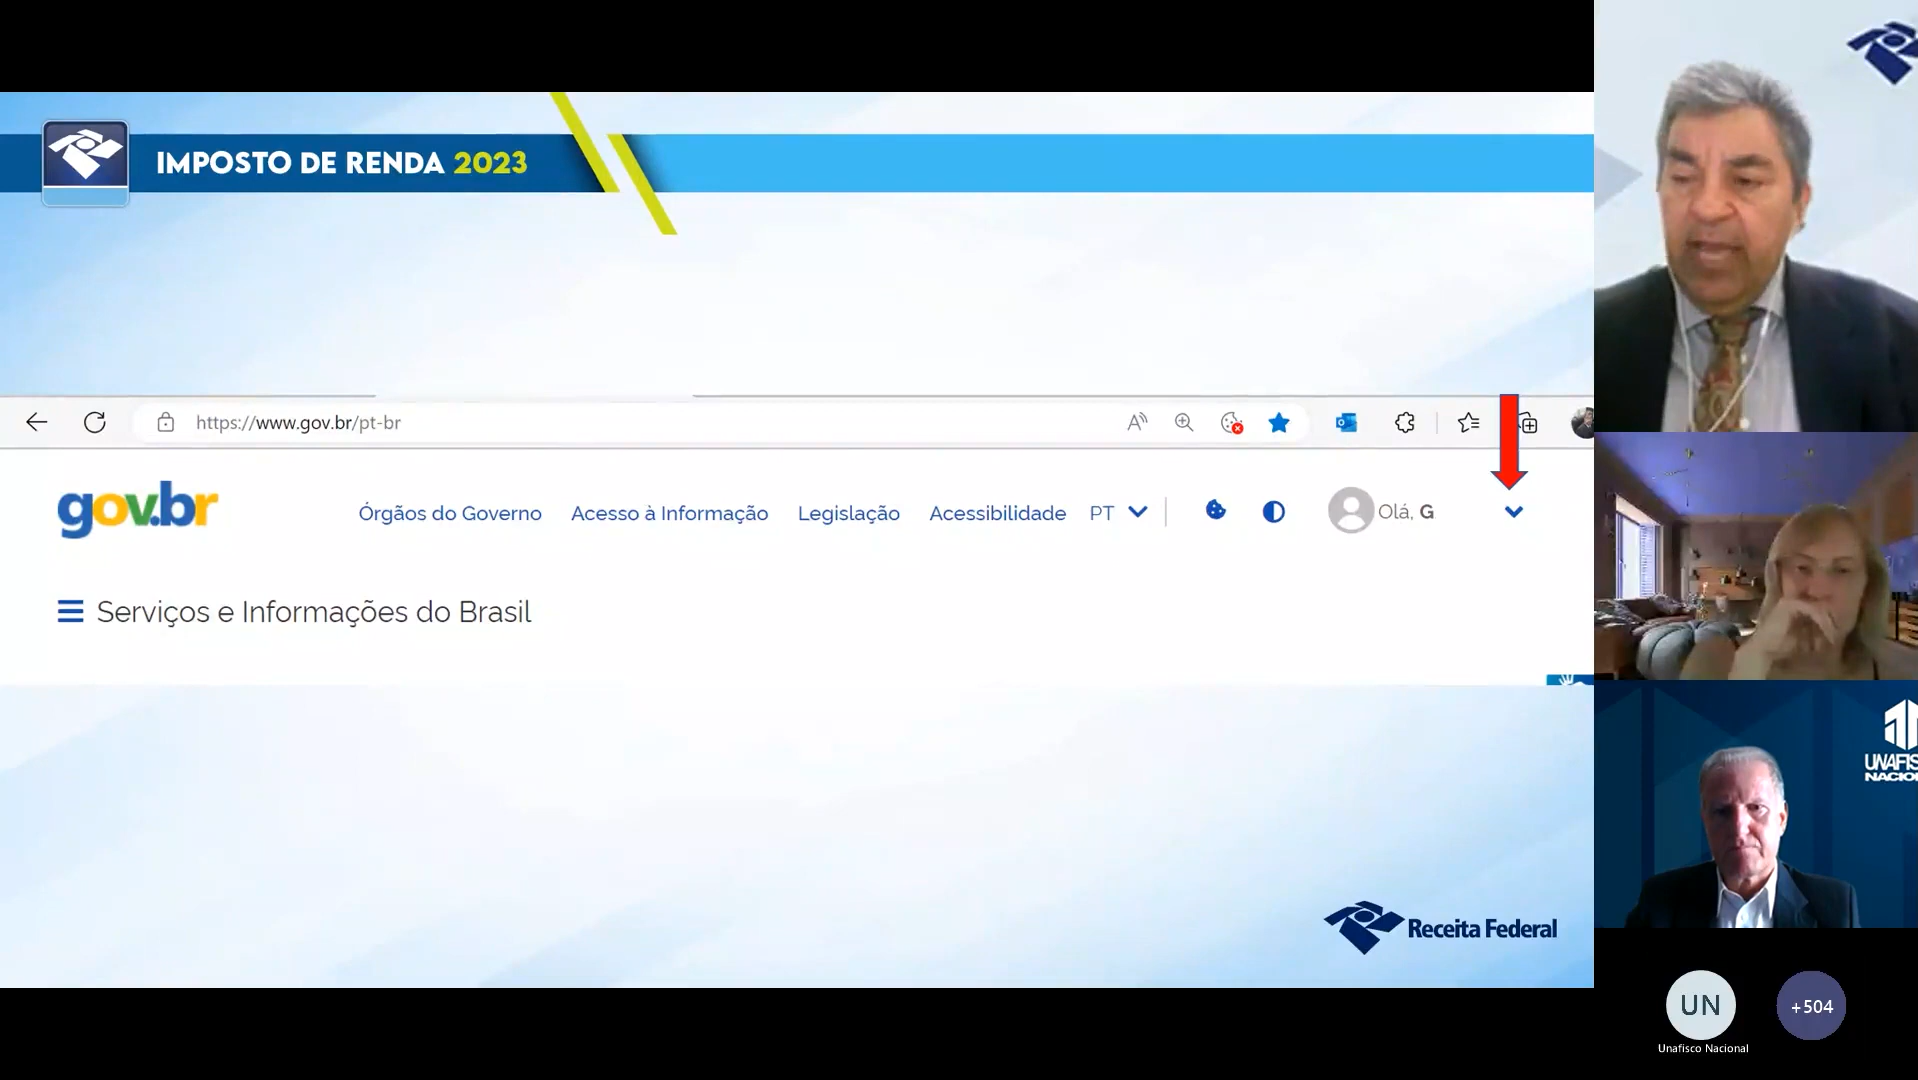 IMPOSTO DE RENDA 2023
https://www.gov.br/pt-br
gov.br
Órgãos do Governo Acesso à Informação Legislação Acessibilidade PT Olá, G
Serviços e Informações do Brasil
Receita Federal
UNAFIS
NACIO
UN
+504
Unafisco Nacional